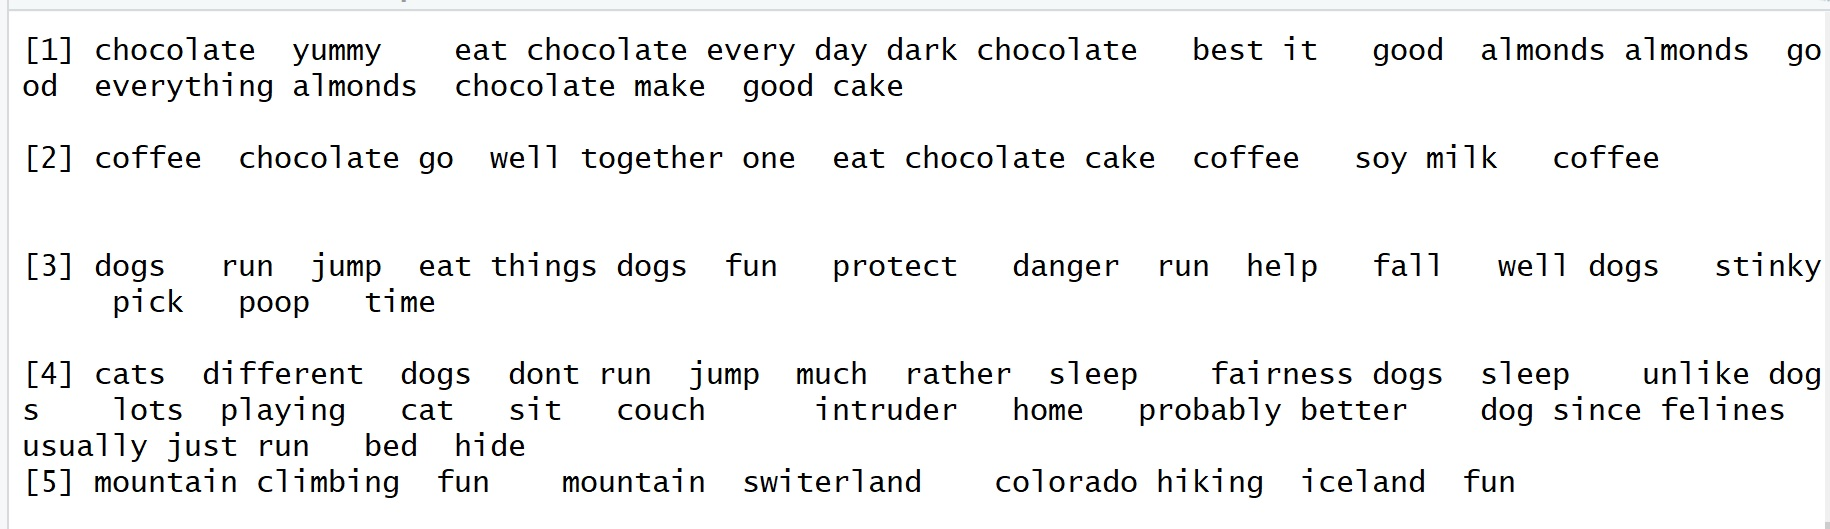 [1] chocolate  yummy    eat chocolate every day dark chocolate   best it   good  almonds almonds  go
od  everything almonds  chocolate make  good cake
[2] coffee  chocolate go  well together one  eat chocolate cake  coffee   soy milk   coffee
[3] dogs   run  jump  eat things dogs  fun   protect   danger  run  help   fall   well dogs   stinky
     pick   poop   time
[4] cats  different  dogs  dont run  jump  much  rather  sleep    fairness dogs  sleep    unlike dog
s    lots  playing   cat   sit   couch      intruder   home   probably better    dog since felines
usually just run   bed  hide
[5] mountain climbing  fun    mountain  switerland    colorado hiking  iceland  fun